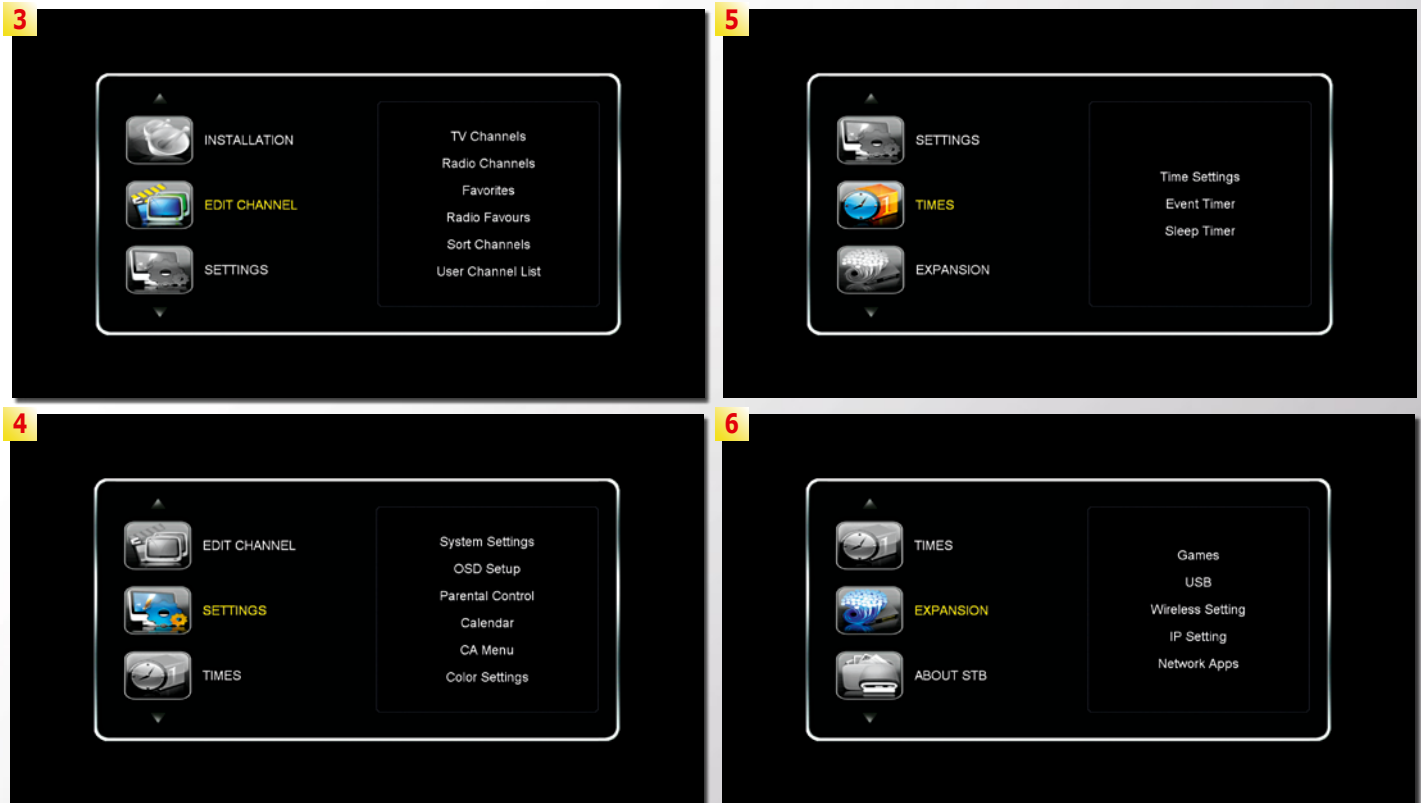 3
INSTALLATION
EDIT CHANNEL
SETTINGS
TV Channels
Radio Channels
Favorites
Radio Favours
Sort Channels
User Channel List
4
EDIT CHANNEL
SETTINGS
TIMES
System Settings
OSD Setup
Parental Control
Calendar
CA Menu
Color Settings
5
SETTINGS
TIMES
EXPANSION
Time Settings
Event Timer
Sleep Timer
6
TIMES
EXPANSION
ABOUT STB
Games
USB
Wireless Setting
IP Setting
Network Apps